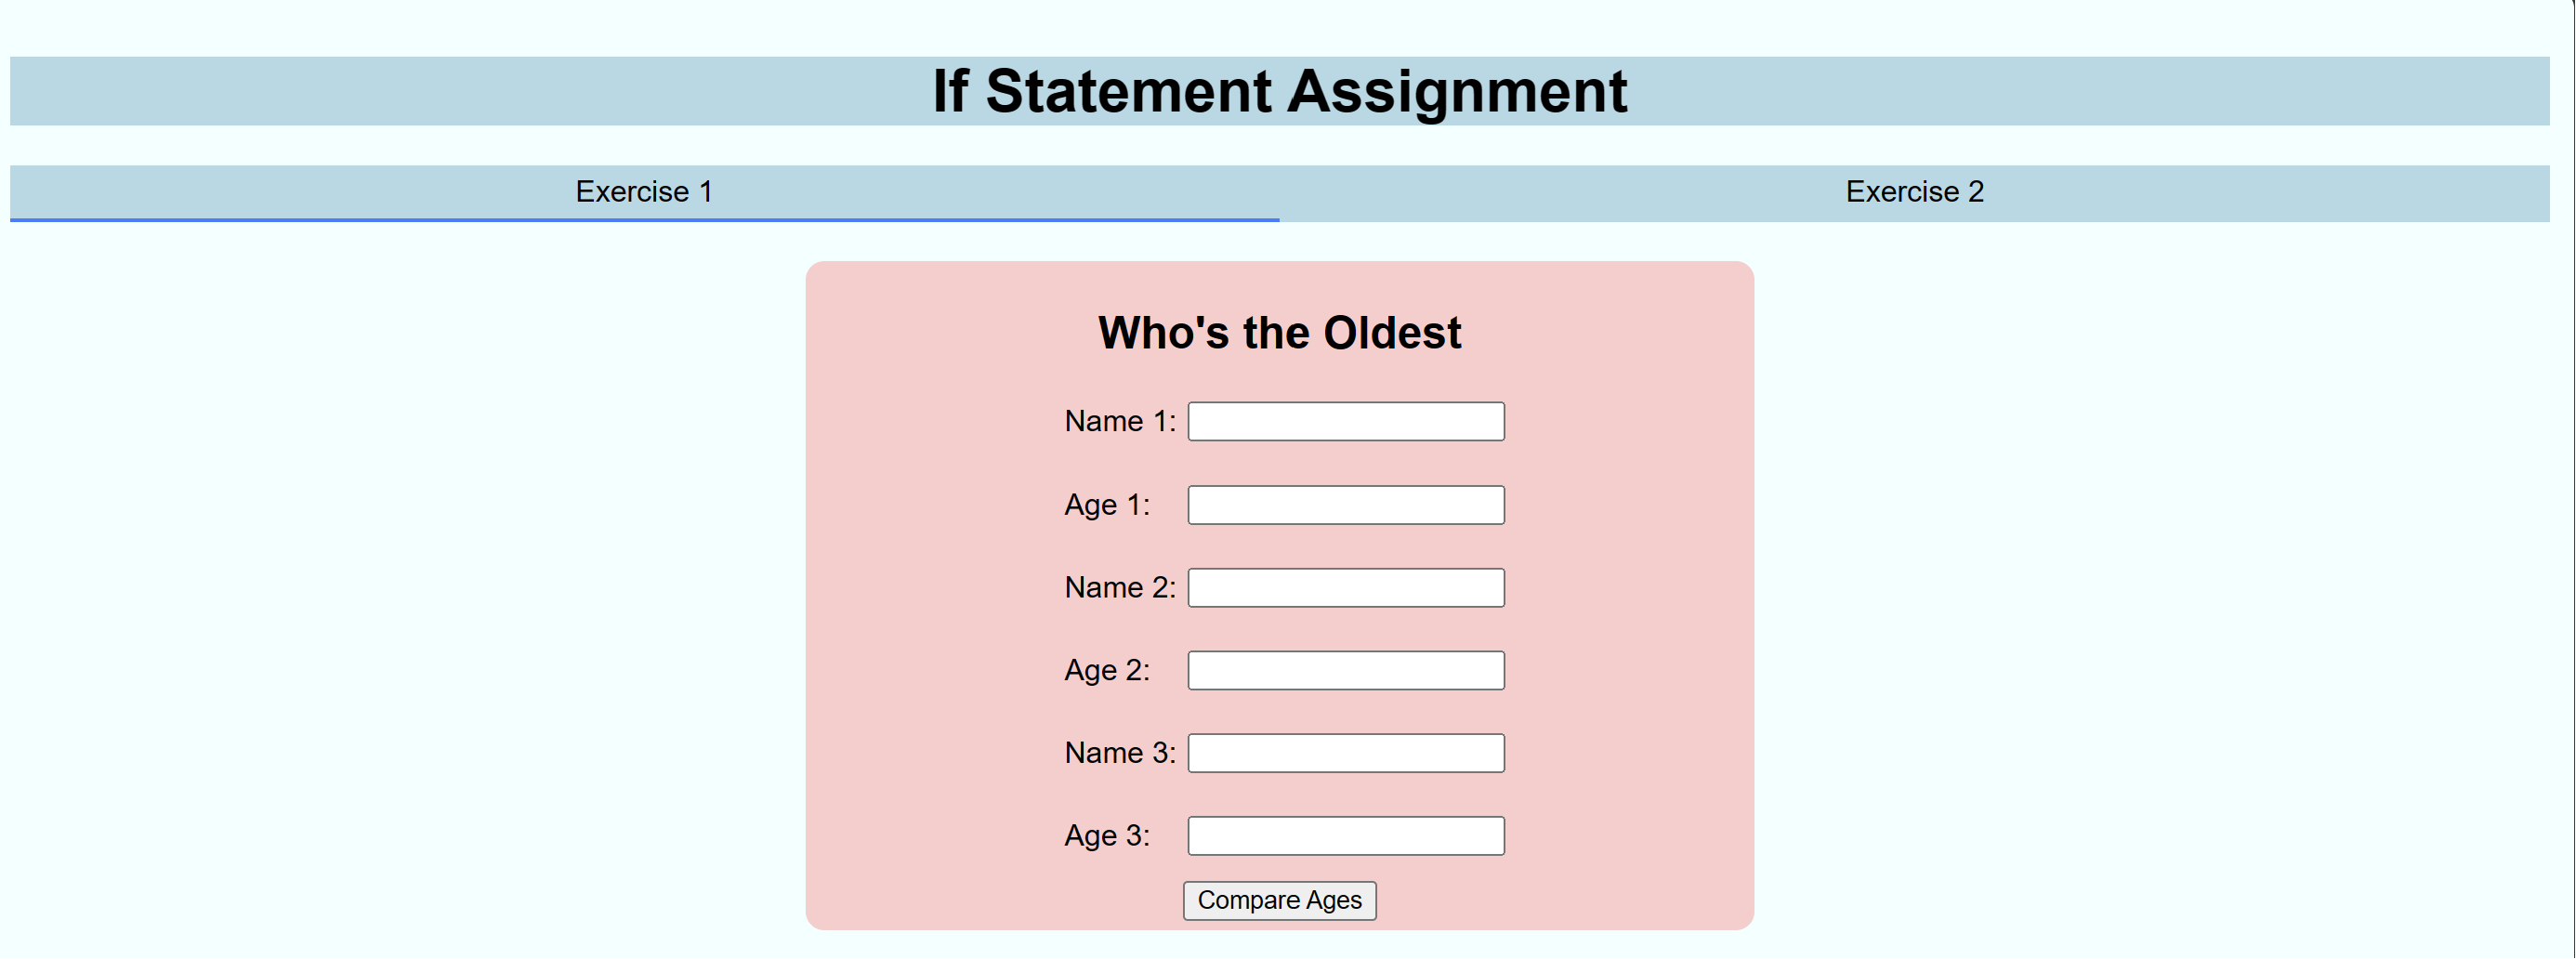 If Statement Assignment
Exercise 1 Exercise 2
Who's the Oldest
Name 1:
Age 1:
Name 2:
Age 2:
Name 3:
Age 3:
Compare Ages